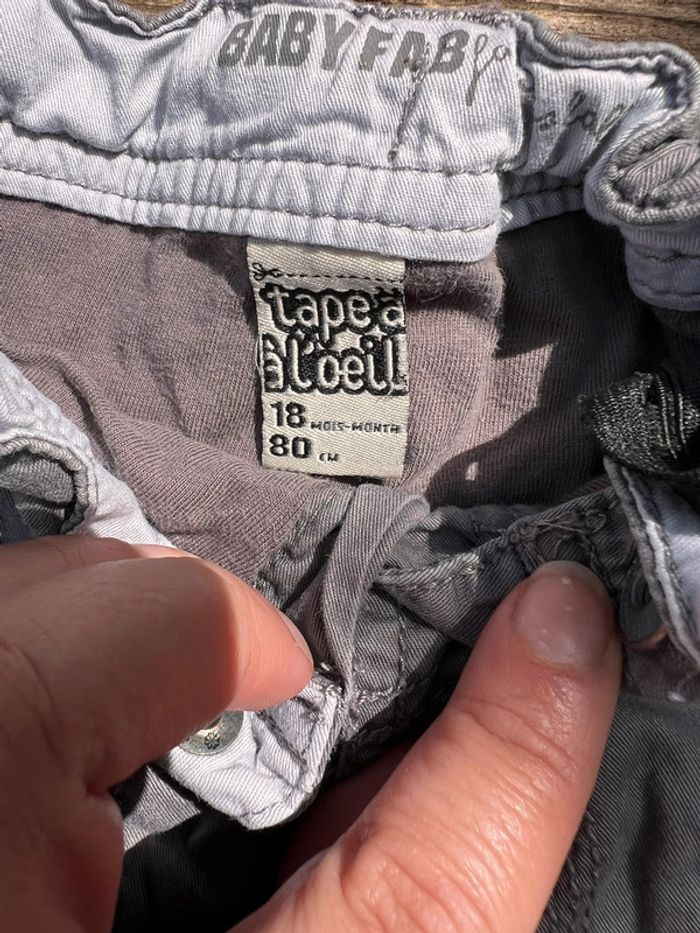 BABY FAB
tape à
à l'oeil
18 MOIS-MONTH
80 CM